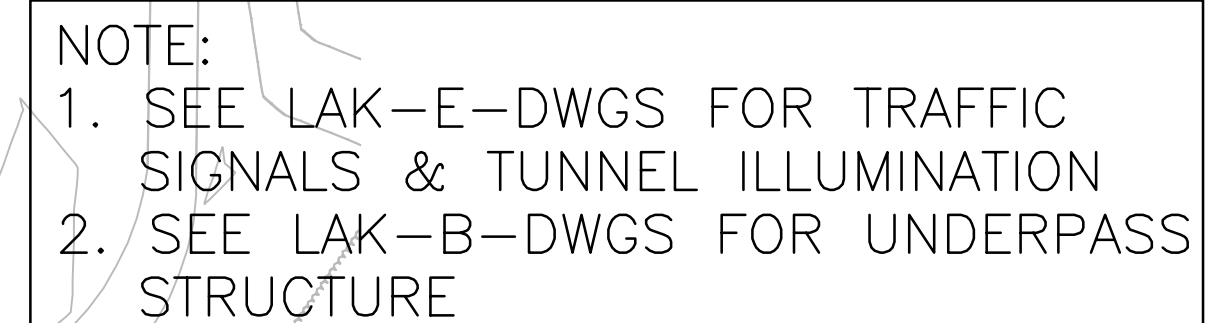 NOTE:
1. SEE LAK-E-DWGS FOR TRAFFIC
SIGNALS & TUNNEL ILLUMINATION
2. SEE LAK-B-DWGS FOR UNDERPASS
STRUCTURE